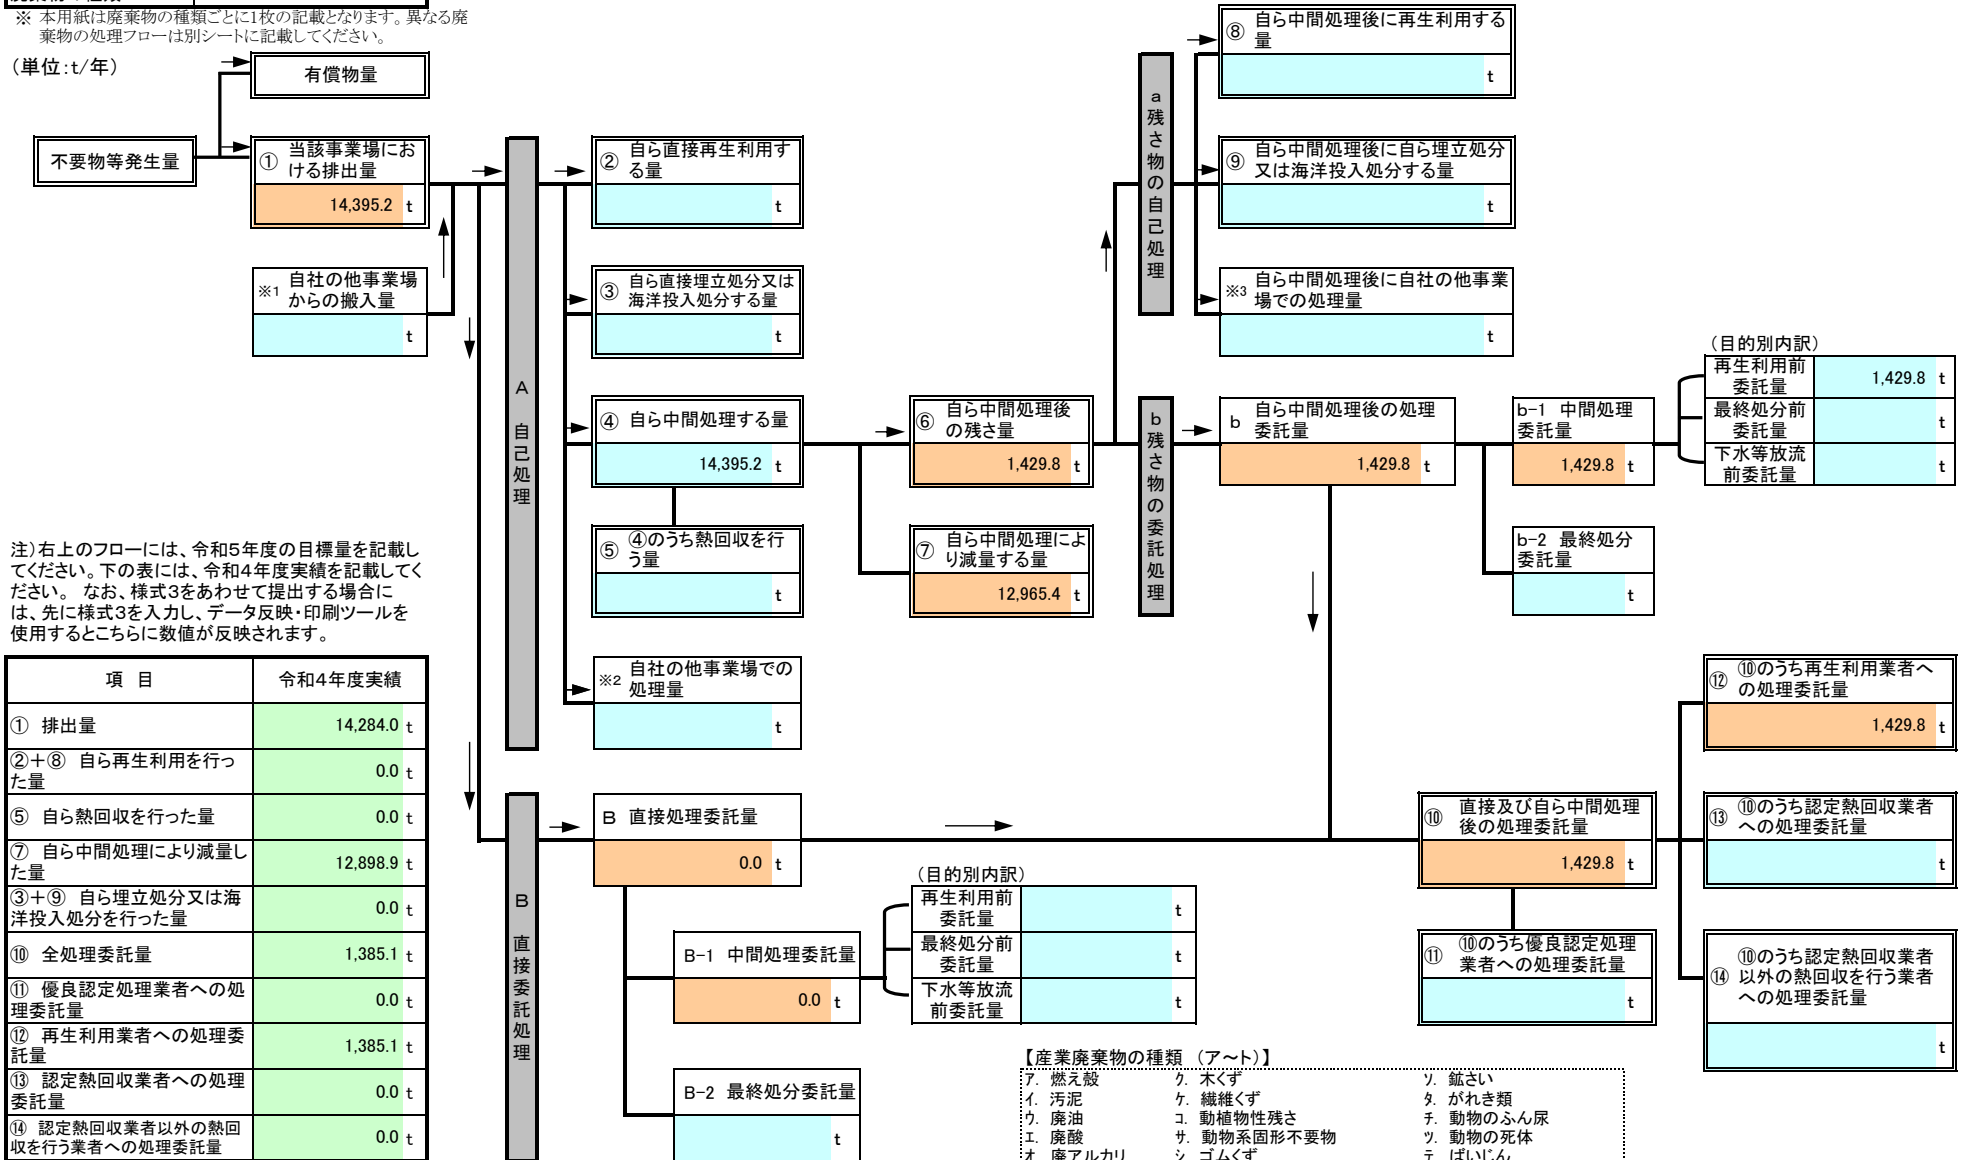 ※ 本用紙は廃棄物の種類ごとに1枚の記載となります。異なる廃
棄物の処理フローは別シートに記載してください。
(単位:t/年)
有償物量
不要物等発生量
① 当該事業場にお
ける排出量
14,395.2 t
※1 自社の他事業場
からの搬入量
t
A 自己処理
② 自ら直接再生利用す
る量
t
③ 自ら直接埋立処分又は
海洋投入処分する量
t
④ 自ら中間処理する量
14,395.2 t
⑤ ④のうち熱回収を行
う量
t
※2 自社の他事業場での
処理量
t
⑥ 自ら中間処理後
の残さ量
1,429.8 t
⑦ 自ら中間処理によ
り減量する量
12,965.4 t
a 残さ物の自己処理
⑧ 自ら中間処理後に再生利用する
量
t
⑨ 自ら中間処理後に自ら埋立処分
又は海洋投入処分する量
t
※3 自ら中間処理後に自社の他事業
場での処理量
t
b 残さ物の委託処理
b 自ら中間処理後の処理
委託量
1,429.8 t
b-1 中間処理
委託量
1,429.8 t
b-2 最終処分
委託量
t
(目的別内訳)
再生利用前
委託量
1,429.8 t
最終処分前
委託量
t
下水等放流
前委託量
t
注)右上のフローには、令和5年度の目標量を記載し
てください。下の表には、令和4年度実績を記載してく
ださい。 なお、様式3をあわせて提出する場合に
は、先に様式3を入力し、データ反映・印刷ツールを
使用するとこちらに数値が反映されます。
項 目 令和4年度実績
① 排出量 14,284.0 t
②+⑧ 自ら再生利用を行っ
た量 0.0 t
⑤ 自ら熱回収を行った量 0.0 t
⑦ 自ら中間処理により減量し
た量 12,898.9 t
③+⑨ 自ら埋立処分又は海
洋投入処分を行った量 0.0 t
⑩ 全処理委託量 1,385.1 t
⑪ 優良認定処理業者への処
理委託量 0.0 t
⑫ 再生利用業者への処理委
託量 1,385.1 t
⑬ 認定熱回収業者への処理
委託量 0.0 t
⑭ 認定熱回収業者以外の熱回
収を行う業者への処理委託量 0.0 t
B 直接委託処理
B 直接処理委託量
0.0 t
B-1 中間処理委託量
0.0 t
B-2 最終処分委託量
t
(目的別内訳)
再生利用前
委託量
t
最終処分前
委託量
t
下水等放流
前委託量
t
⑩ 直接及び自ら中間処理
後の処理委託量
1,429.8 t
⑪ ⑩のうち優良認定処理
業者への処理委託量
t
⑫ ⑩のうち再生利用業者へ
の処理委託量
1,429.8 t
⑬ ⑩のうち認定熱回収業者
への処理委託量
t
⑭ ⑩のうち認定熱回収業者
以外の熱回収を行う業者
への処理委託量
t
【産業廃棄物の種類 (ア~ト)】
ア. 燃え殻 ク. 木くず ソ. 鉱さい
イ. 汚泥 ケ. 繊維くず タ. がれき類
ウ. 廃油 コ. 動植物性残さ チ. 動物のふん尿
エ. 廃酸 サ. 動物系固形不要物 ツ. 動物の死体
オ. 廃アルカリ シ. ゴムくず テ. ばいじん